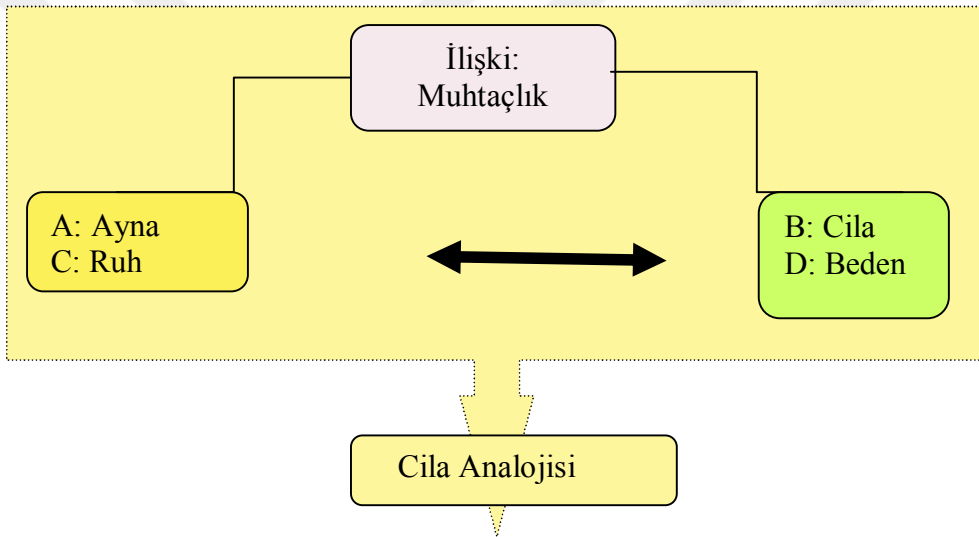 İlişki:
Muhtaçlık
A: Ayna
C: Ruh
B: Cila
D: Beden
Cila Analojisi